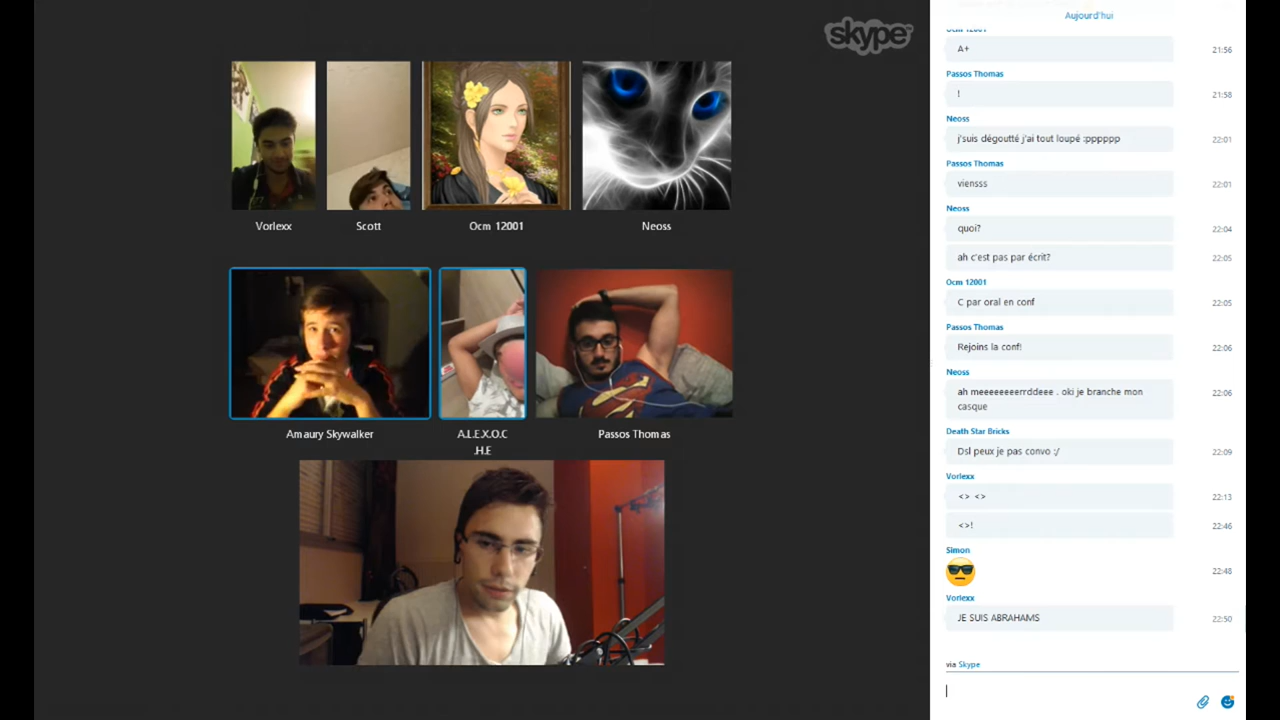 skype
Vorlexx
Scott
Ocm 12001
Neoss
Amaury Skywalker
A.L.E.X.O.C
.H.E
Passos Thomas
Aujourd'hui
Ocm 12001
A+
21:56
Passos Thomas
!
21:58
Neoss
j'suis dégoutté j'ai tout loupé :pppppp
22:01
Passos Thomas
viensss
22:01
Neoss
quoi?
22:04
ah c'est pas par écrit?
22:05
Ocm 12001
C par oral en conf
22:05
Passos Thomas
Rejoins la conf!
22:06
Neoss
ah meeeeeeeerrddeee . oki je branche mon
casque
22:06
Death Star Bricks
Dsl peux je pas convo :/
22:09
Vorlexx
<> <>
22:13
<>!
22:46
Simon
22:48
Vorlexx
JE SUIS ABRAHAMS
22:50
via Skype